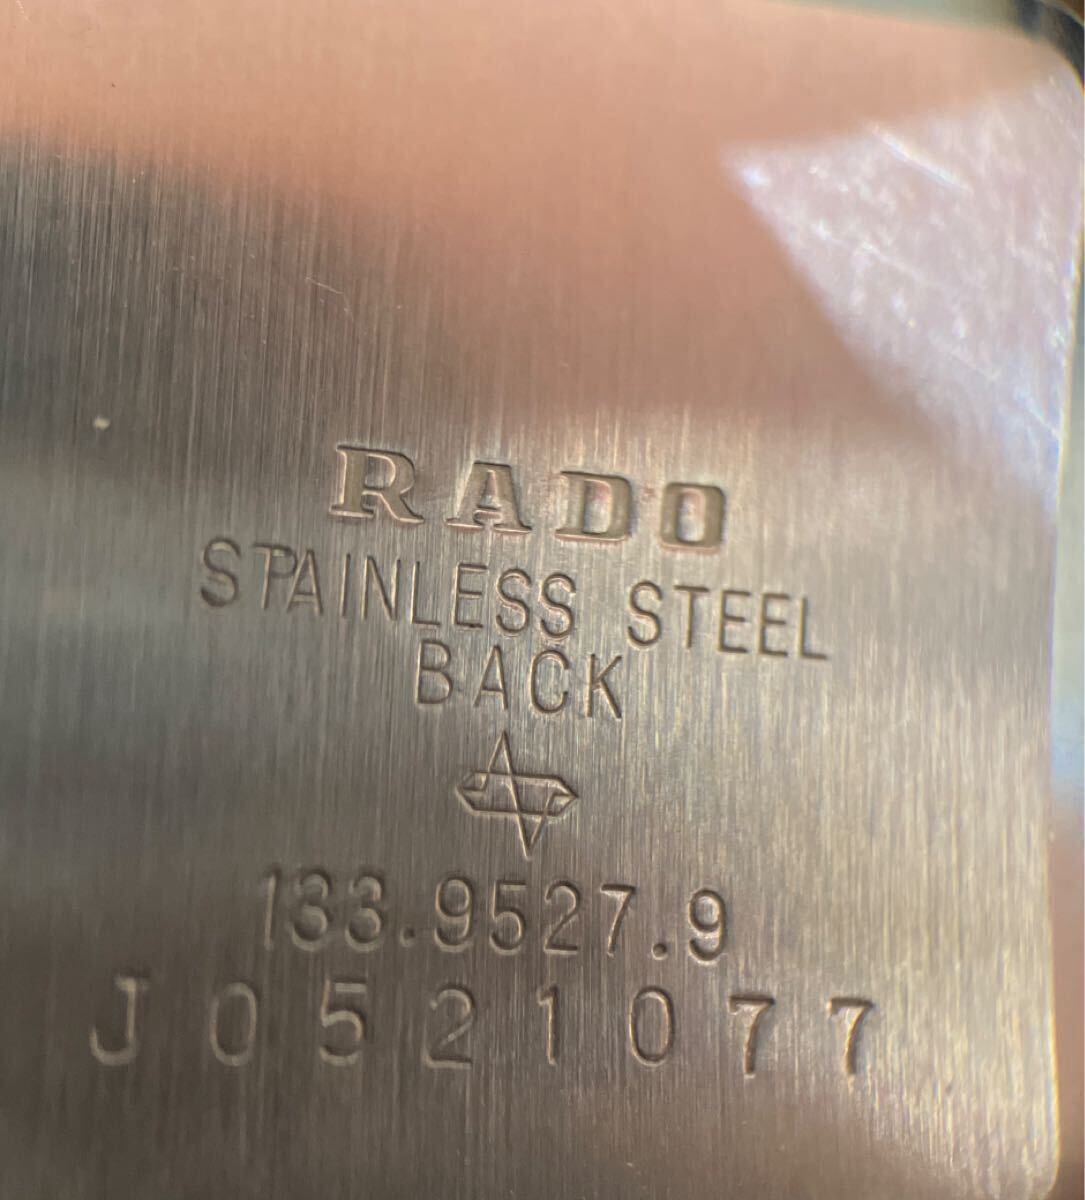 RADO
STAINLESS STEEL
BACK
133.9527.9
J0521077